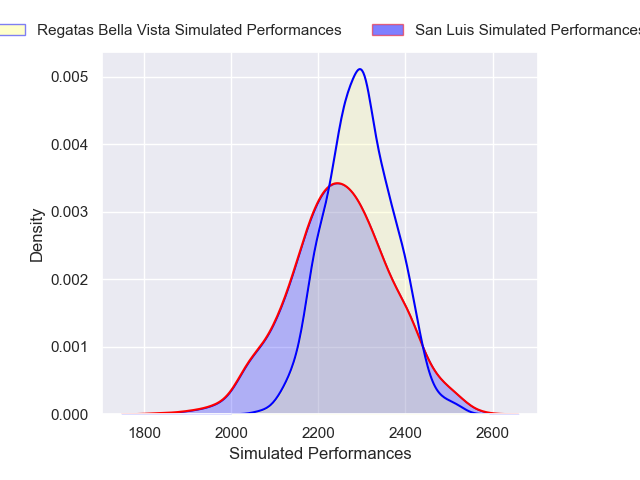 Regatas Bella Vista Simulated Performances
San Luis Simulated Performances
0.005
0.004
0.003
0.002
0.001
0.000
Density
1800 2000 2200 2400 2600
Simulated Performances